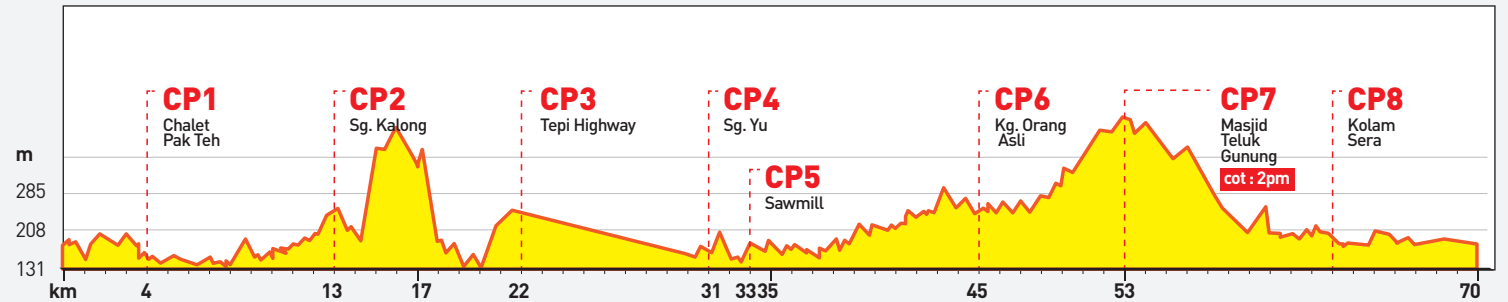 CP1
Chalet
Pak Teh
CP2
Sg. Kalong
CP3
Tepi Highway
CP4
Sg. Yu
CP5
Sawmill
CP6
Kg. Orang
Asli
CP7
Masjid
Teluk
Gunung
cot : 2pm
CP8
Kolam
Sera
m
285
208
131
km 4 13 17 22 31 33 35 45 53 70